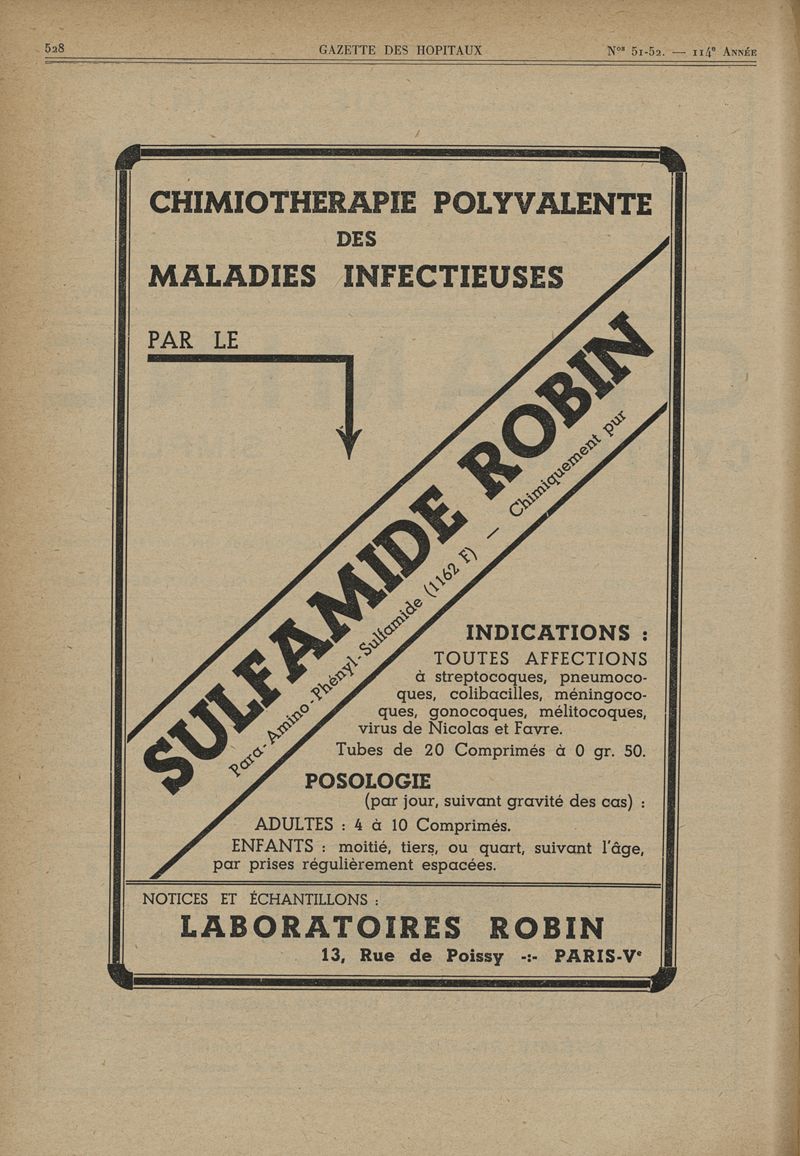 528
GAZETTE DES HOPITAUX
Nos 51-52. — 114e ANNÉE
CHIMIOTHERAPIE POLYVALENTE
DES
MALADIES INFECTIEUSES
PAR LE
SULFAMIDE ROBIN
Para-Amino-Phényl-Sulfamide (1162 F) — Chimiquement pur
INDICATIONS :
TOUTES AFFECTIONS
à streptocoques, pneumoco-
ques, colibacilles, méningoco-
ques, gonocoques, mélitocoques,
virus de Nicolas et Favre.
Tubes de 20 Comprimés à 0 gr. 50.
POSOLOGIE
(par jour, suivant gravité des cas) :
ADULTES : 4 à 10 Comprimés.
ENFANTS : moitié, tiers, ou quart, suivant l'âge,
par prises régulièrement espacées.
NOTICES ET ÉCHANTILLONS :
LABORATOIRES ROBIN
13, Rue de Poissy -:- PARIS-Ve